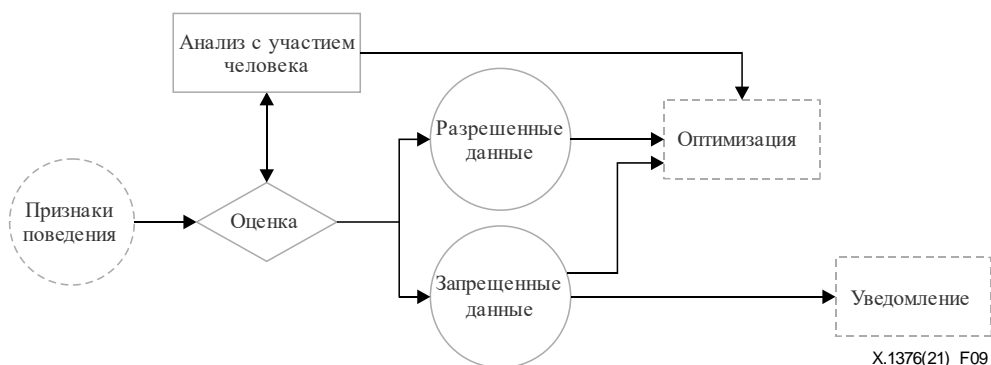 Анализ с участием
человека
Разрешенные
данные
Оптимизация
Признаки
поведения
Оценка
Запрещенные
данные
Уведомление
X.1376(21)_F09